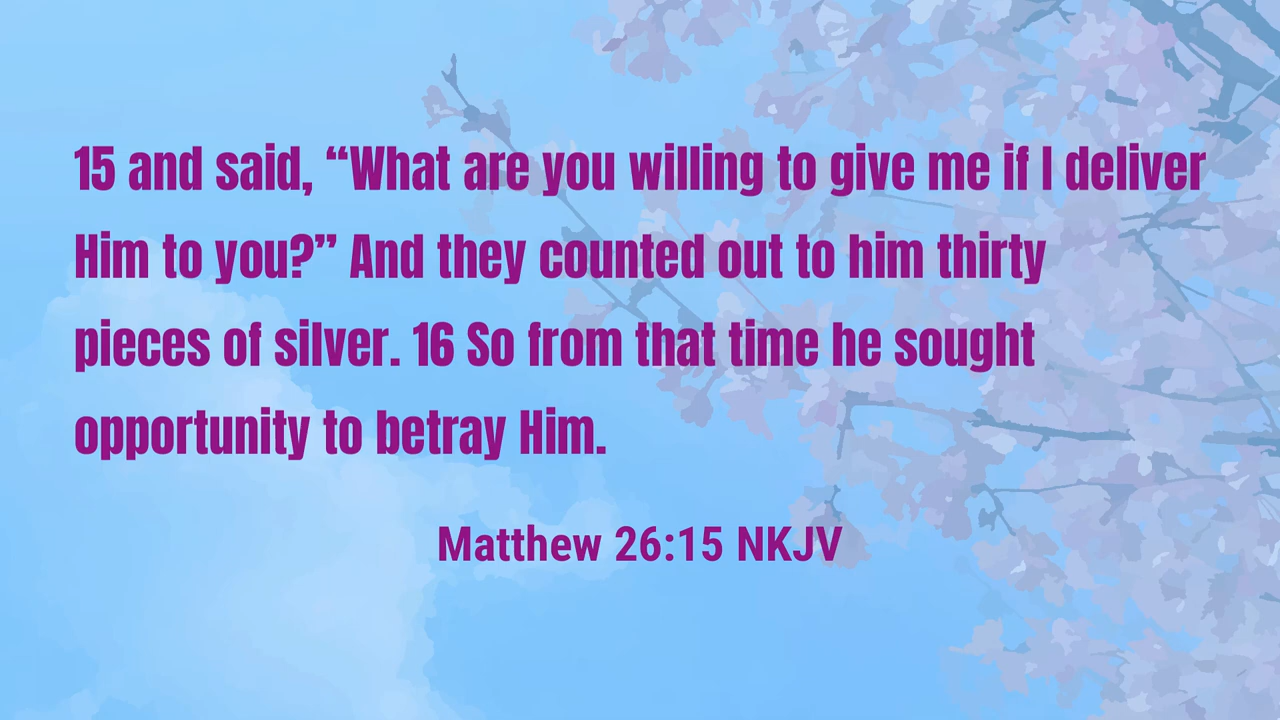 15 and said, “What are you willing to give me if I deliver
Him to you?” And they counted out to him thirty
pieces of silver. 16 So from that time he sought
opportunity to betray Him.
Matthew 26:15 NKJV